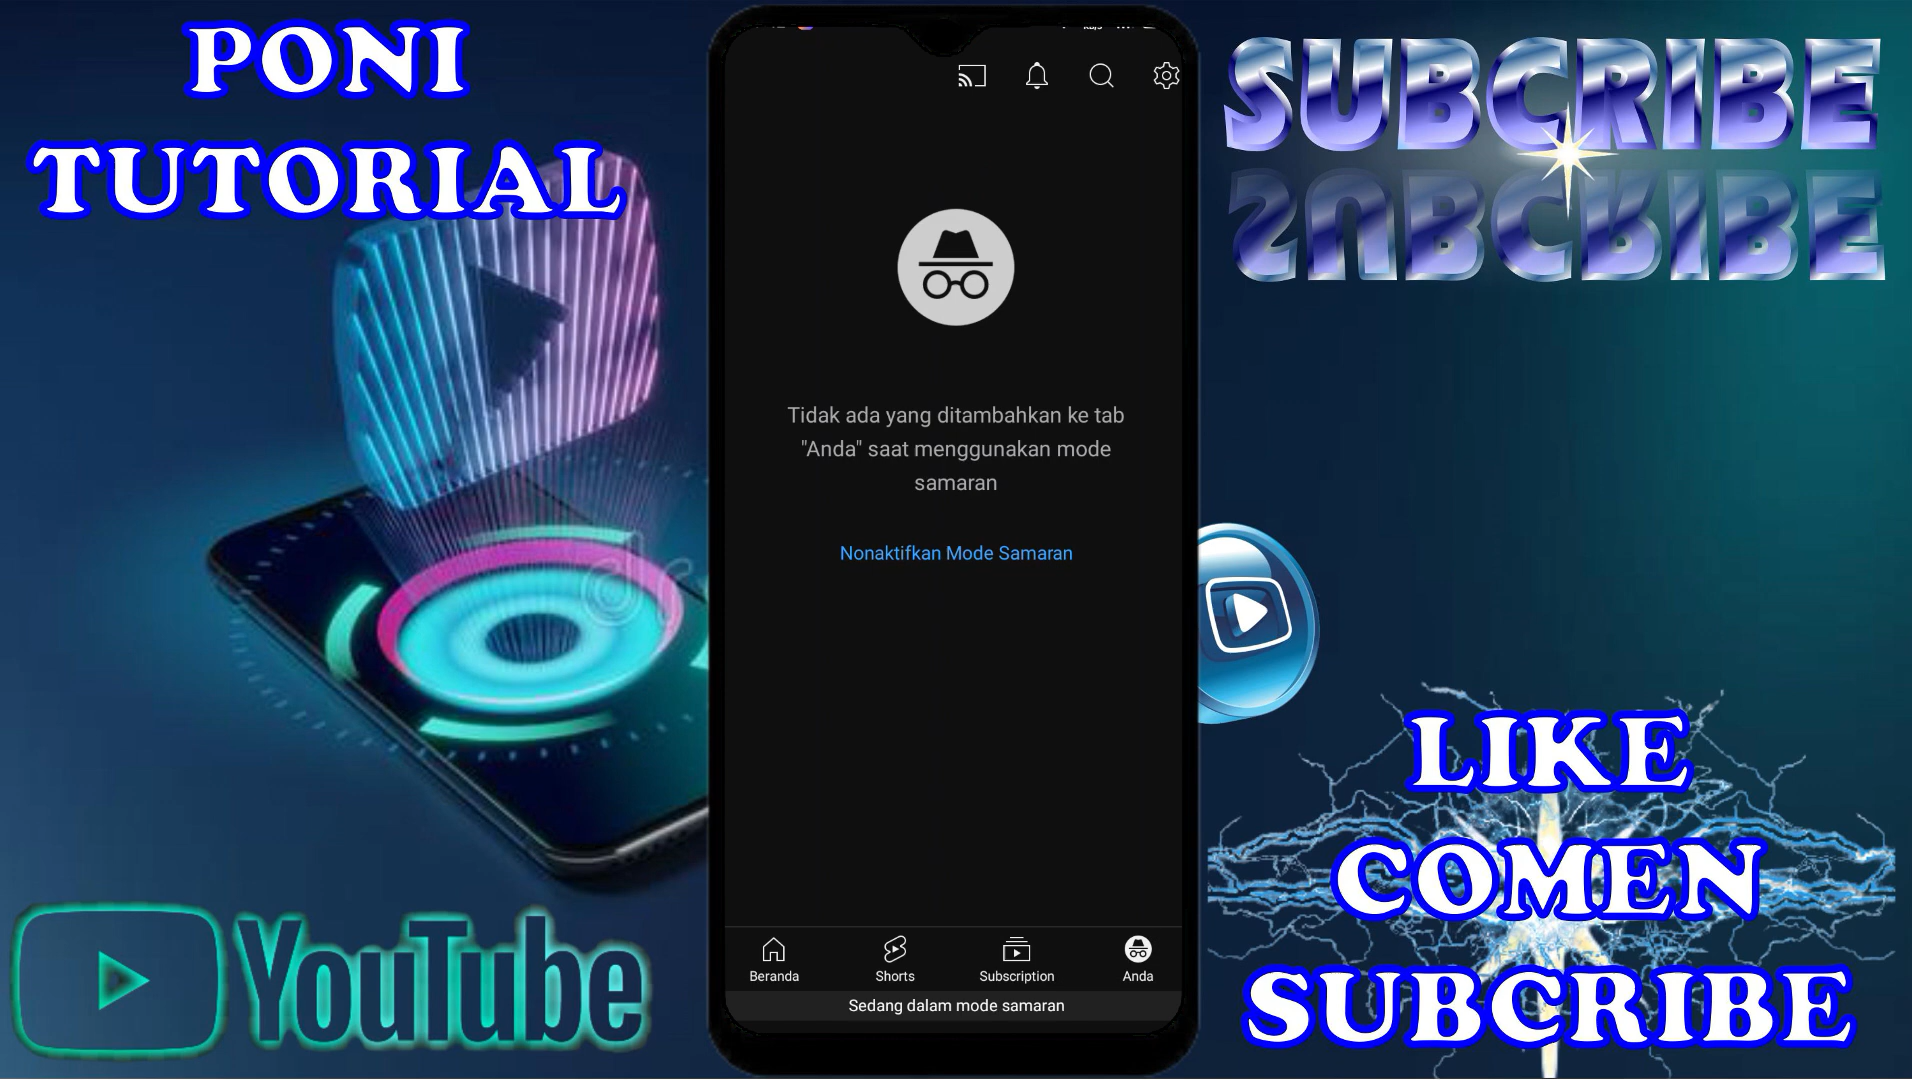 PONI
TUTORIAL
SUBCRIBE
Tidak ada yang ditambahkan ke tab
"Anda" saat menggunakan mode
samaran
Nonaktifkan Mode Samaran
Beranda
Shorts
Subscription
Anda
Sedang dalam mode samaran
LIKE
COMEN
SUBCRIBE
YouTube